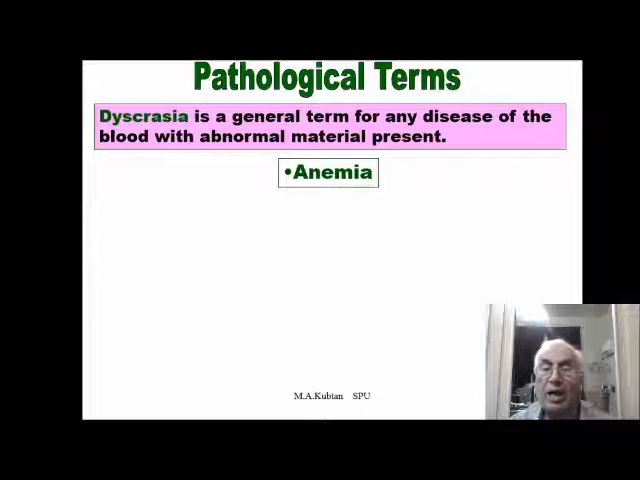 Pathological Terms
Dyscrasia is a general term for any disease of the
blood with abnormal material present.
•Anemia
M.A.Kubtan SPU